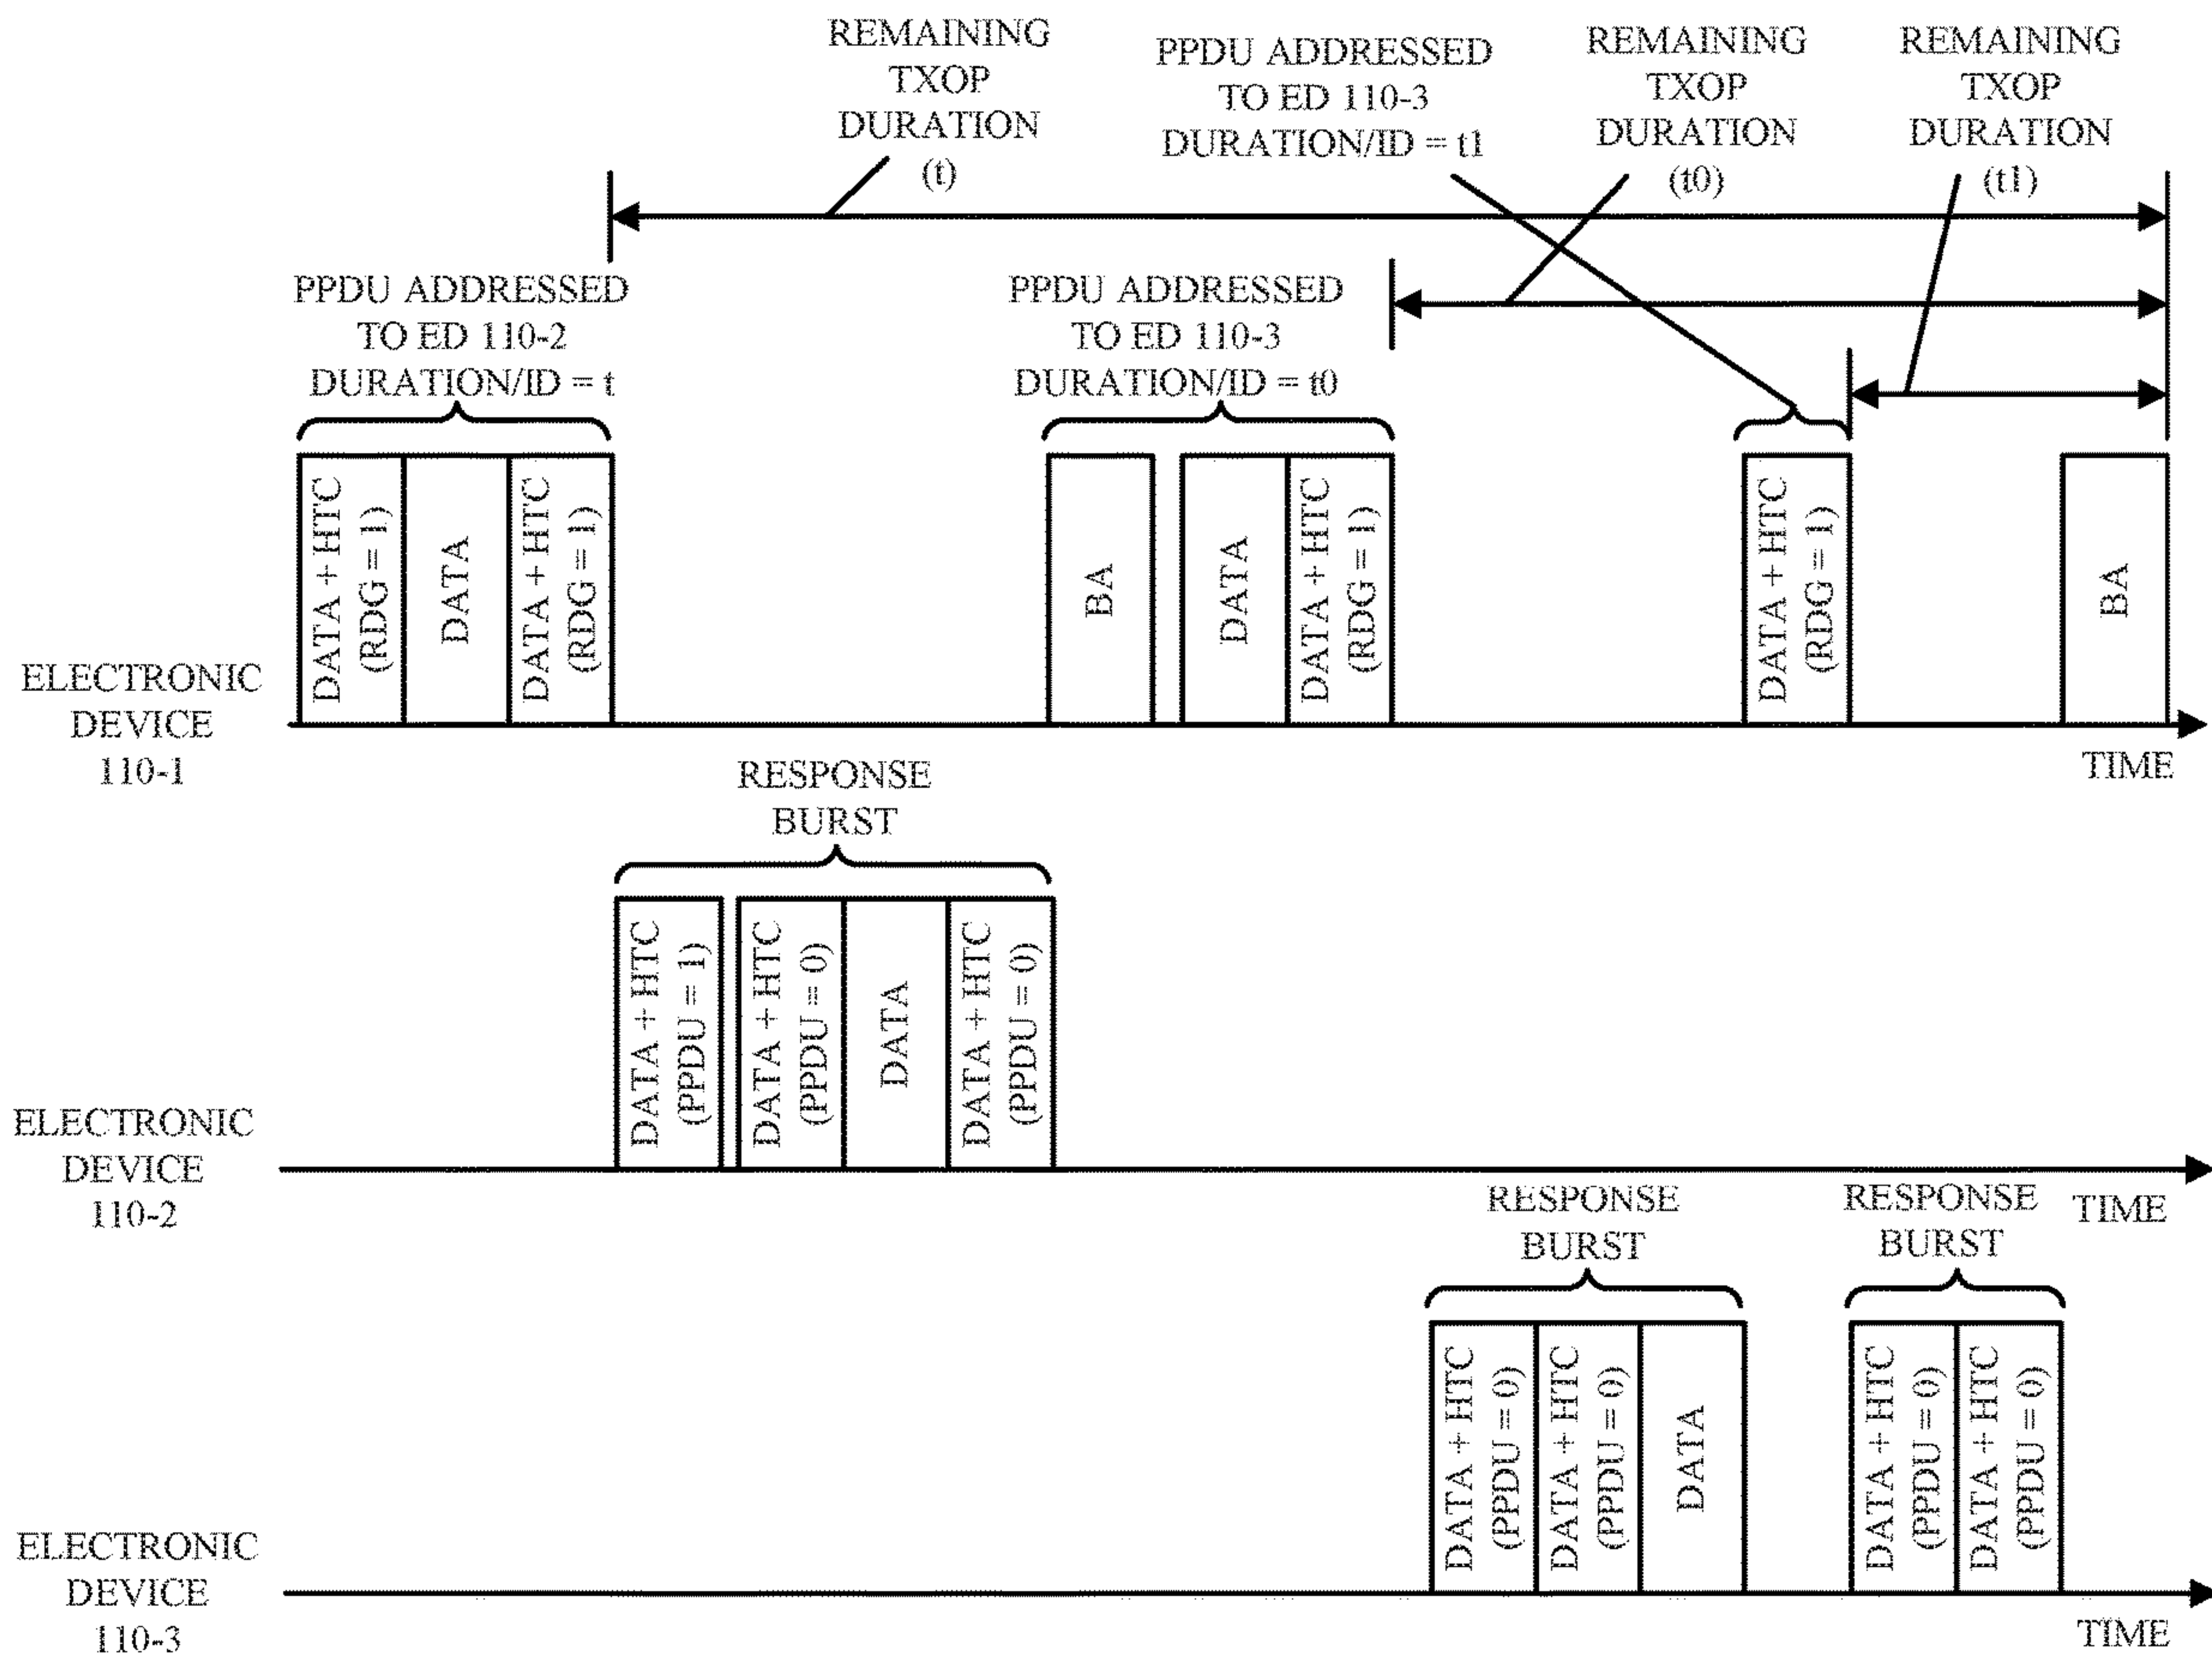 REMAINING
TXOP
DURATION
(t)
PPDU ADDRESSED
TO ED 110-3
DURATION/ID = t1
REMAINING
TXOP
DURATION
(t0)
REMAINING
TXOP
DURATION
(t1)
PPDU ADDRESSED
TO ED 110-2
DURATION/ID = t
PPDU ADDRESSED
TO ED 110-3
DURATION/ID = t0
DATA + HTC
(RDG = 1)
DATA
DATA + HTC
(RDG = 1)
BA
DATA
DATA + HTC
(RDG = 1)
DATA + HTC
(RDG = 1)
BA
ELECTRONIC
DEVICE
110-1
TIME
RESPONSE
BURST
DATA + HTC
(PPDU = 1)
DATA + HTC
(PPDU = 0)
DATA
DATA + HTC
(PPDU = 0)
ELECTRONIC
DEVICE
110-2
TIME
RESPONSE
BURST
RESPONSE
BURST
DATA + HTC
(PPDU = 0)
DATA + HTC
(PPDU = 0)
DATA
DATA + HTC
(PPDU = 0)
DATA + HTC
(PPDU = 0)
ELECTRONIC
DEVICE
110-3
TIME